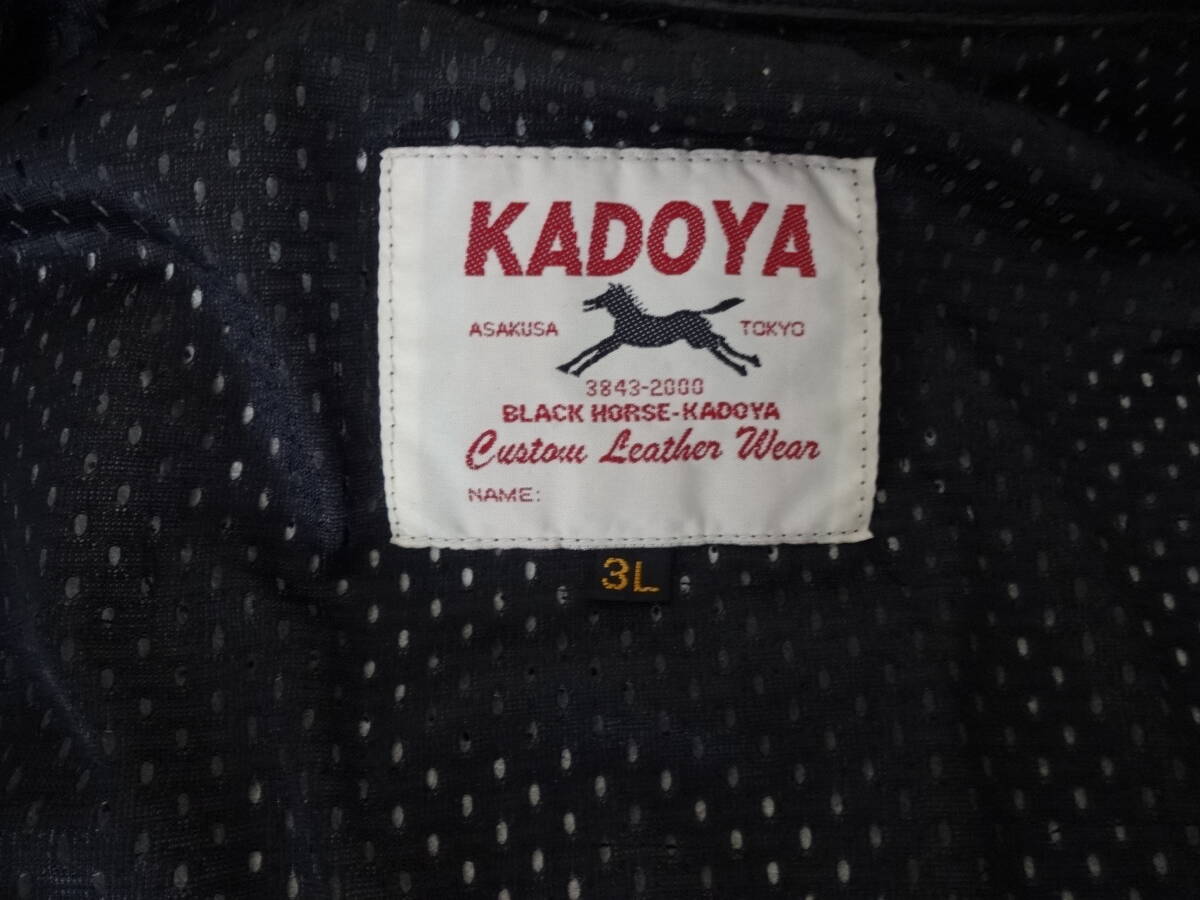 KADOYA
ASAKUSA TOKYO
3843-2000
BLACK HORSE-KADOYA
Custom Leather Wear
NAME:
3L